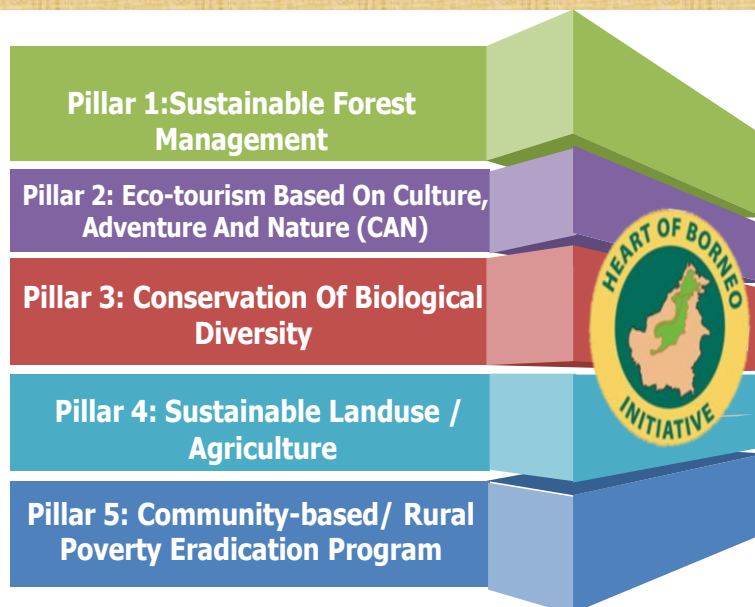 Pillar 1:Sustainable Forest
Management
Pillar 2: Eco-tourism Based On Culture,
Adventure And Nature (CAN)
HEART OF BORNEO
INITIATIVE
Pillar 3: Conservation Of Biological
Diversity
Pillar 4: Sustainable Landuse /
Agriculture
Pillar 5: Community-based/ Rural
Poverty Eradication Program